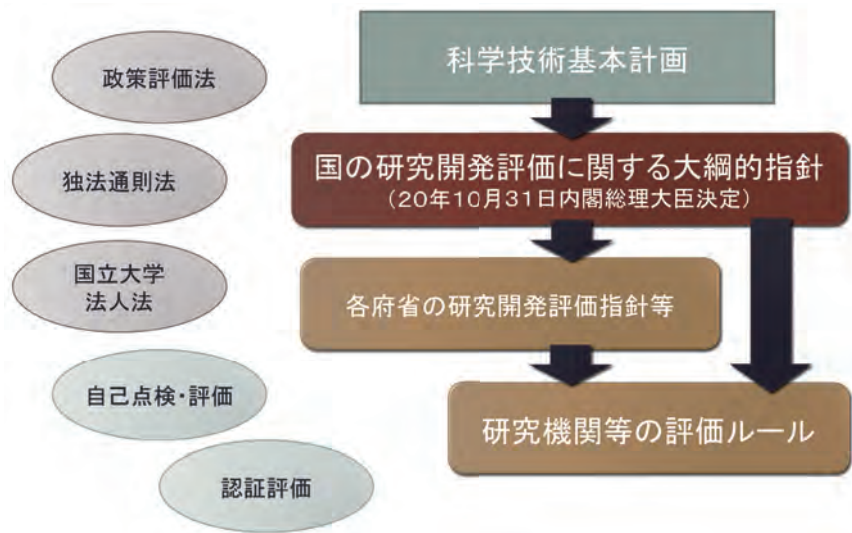 政策評価法
独法通則法
国立大学
法人法
自己点検・評価
認証評価
科学技術基本計画
国の研究開発評価に関する大綱的指針
（20年10月31日内閣総理大臣決定）
各府省の研究開発評価指針等
研究機関等の評価ルール